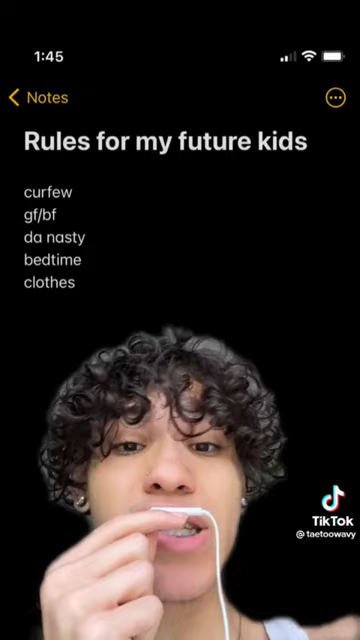 1:45
Notes
Rules for my future kids
curfew
gf/bf
da nasty
bedtime
clothes
TikTok
@ taetoowavy